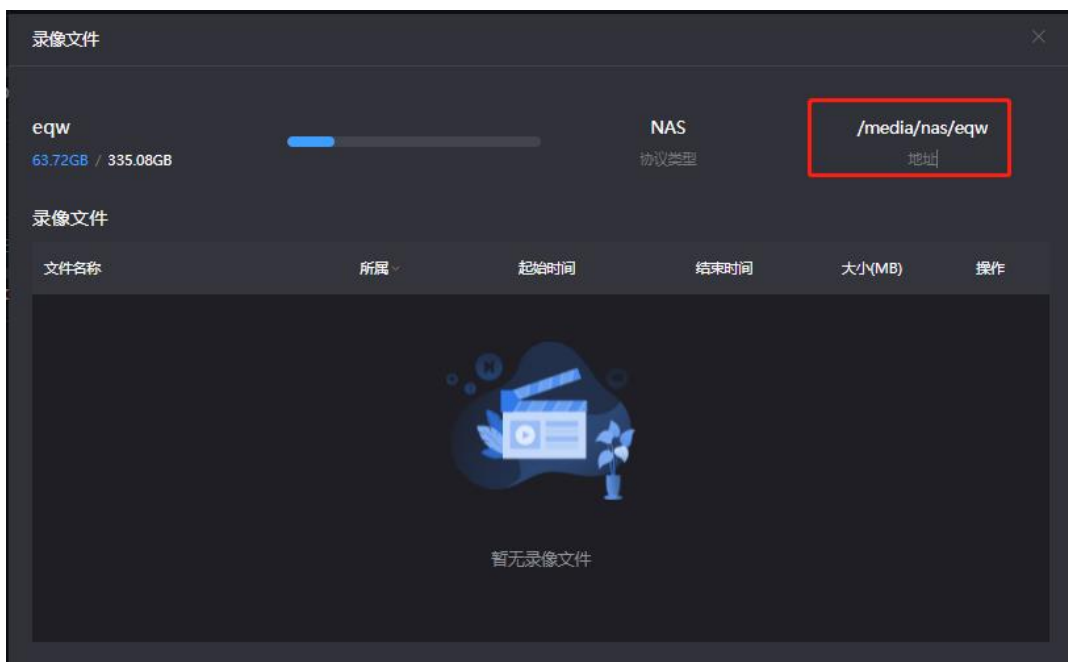 录像文件
eqw
63.72GB / 335.08GB
NAS
协议类型
/media/nas/eqw
地址
录像文件
文件名称 所属 起始时间 结束时间 大小(MB) 操作
暂无录像文件